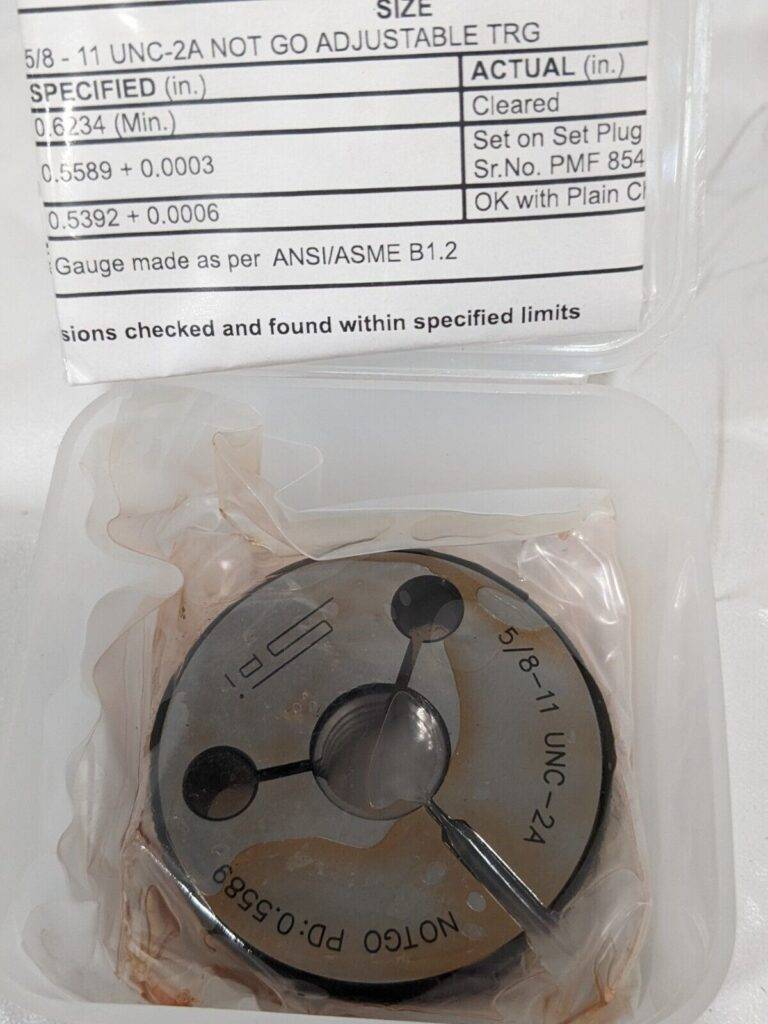 SIZE
5/8 - 11 UNC-2A NOT GO ADJUSTABLE TRG
SPECIFIED (in.)
ACTUAL (in.)
0.6234 (Min.)
Cleared
0.5589 + 0.0003
Set on Set Plug
Sr.No. PMF 854
0.5392 + 0.0006
OK with Plain
Gauge made as per ANSI/ASME B1.2
sions checked and found within specified limits
Spi
5/8-11 UNC-2A
NOTGO PD:0.5589